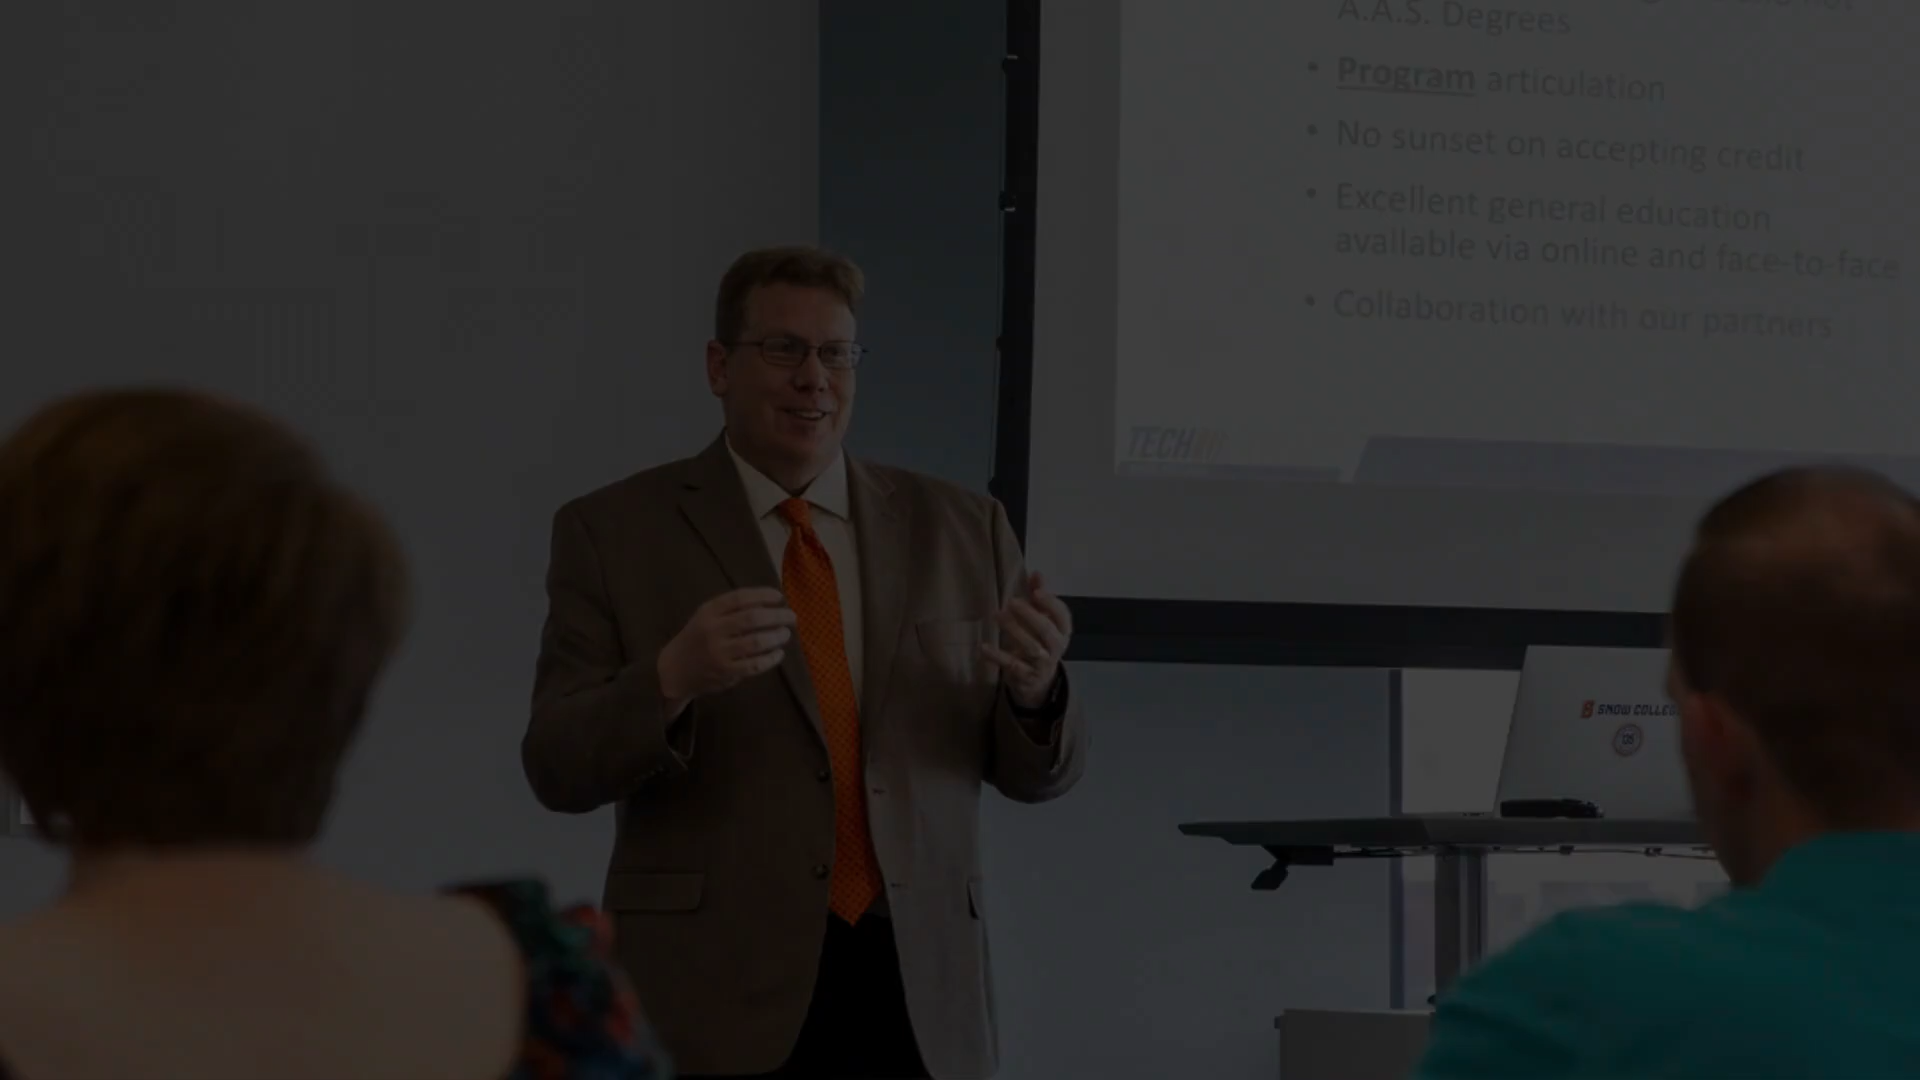 A.A.S. Degrees
• Program articulation
• No sunset on accepting credit
• Excellent general education
available via online and face-to-face
• Collaboration with our partners
TECH
SNOW COLLEGE